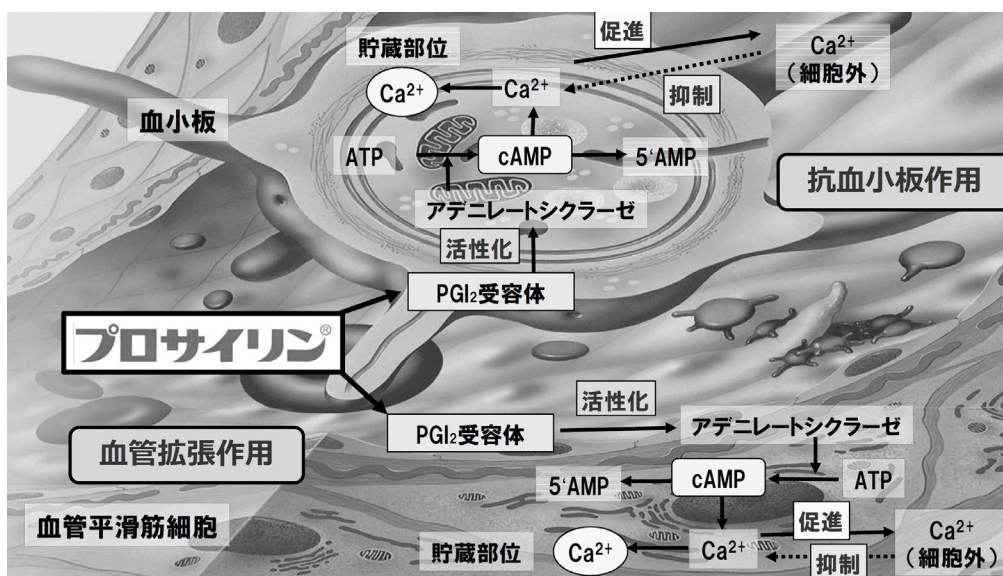 促進
貯蔵部位
Ca²⁺
(細胞外)
Ca²⁺
Ca²⁺
抑制
血小板
ATP
cAMP
5‘AMP
抗血小板作用
アデニレートシクラーゼ
活性化
PGI₂受容体
プロサイリン®
活性化
PGI₂受容体
アデニレートシクラーゼ
血管拡張作用
5‘AMP
cAMP
ATP
血管平滑筋細胞
促進
貯蔵部位
Ca²⁺
Ca²⁺
Ca²⁺
(細胞外)
抑制